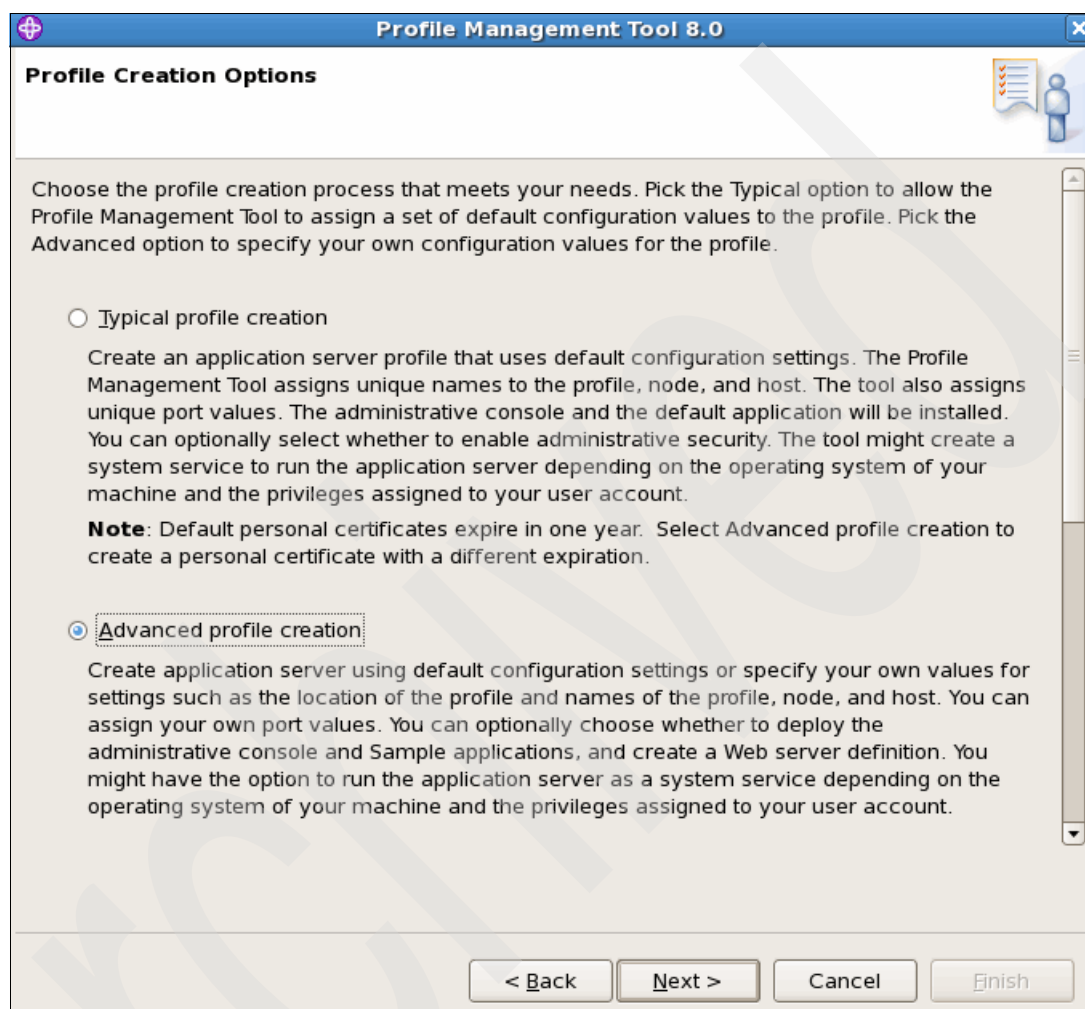 Profile Management Tool 8.0
Profile Creation Options
Choose the profile creation process that meets your needs. Pick the Typical option to allow the
Profile Management Tool to assign a set of default configuration values to the profile. Pick the
Advanced option to specify your own configuration values for the profile.
Typical profile creation
Create an application server profile that uses default configuration settings. The Profile
Management Tool assigns unique names to the profile, node, and host. The tool also assigns
unique port values. The administrative console and the default application will be installed.
You can optionally select whether to enable administrative security. The tool might create a
system service to run the application server depending on the operating system of your
machine and the privileges assigned to your user account.
Note: Default personal certificates expire in one year. Select Advanced profile creation to
create a personal certificate with a different expiration.
Advanced profile creation
Create application server using default configuration settings or specify your own values for
settings such as the location of the profile and names of the profile, node, and host. You can
assign your own port values. You can optionally choose whether to deploy the
administrative console and Sample applications, and create a Web server definition. You
might have the option to run the application server as a system service depending on the
operating system of your machine and the privileges assigned to your user account.
< Back Next > Cancel Finish